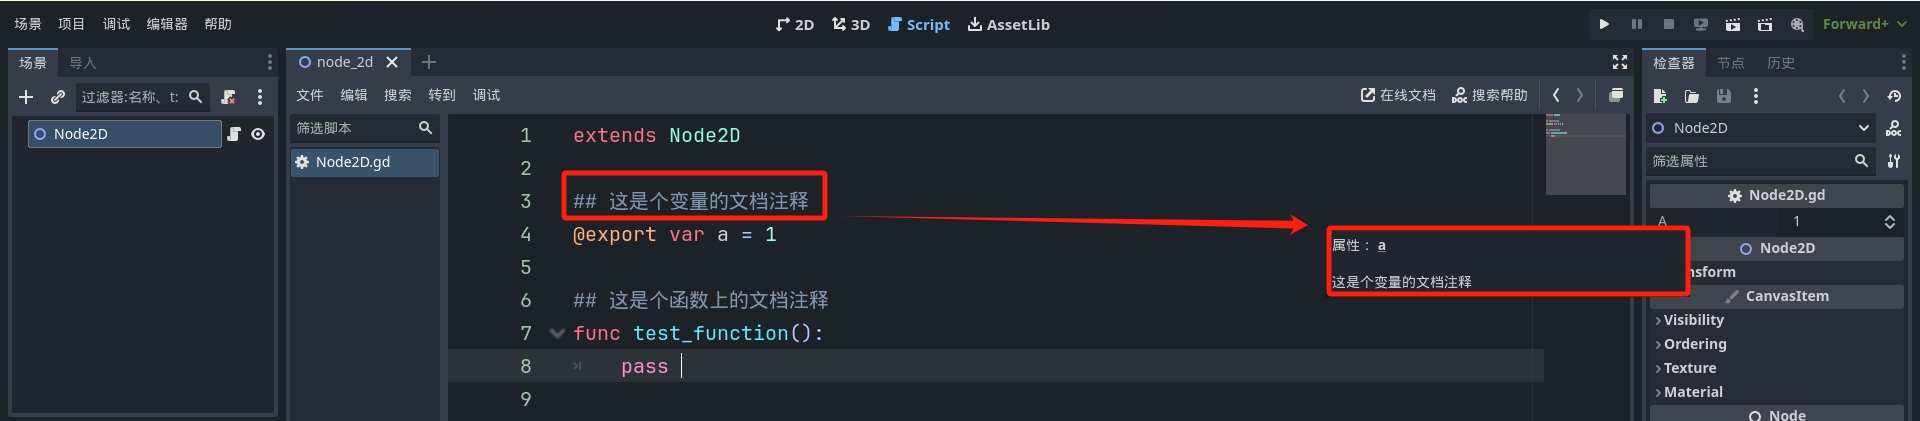 场景 项目 调试 编辑器 帮助
2D 3D Script AssetLib
Forward+
场景 导入
过滤器:名称、t:
Node2D
node_2d
文件 编辑 搜索 转到 调试
在线文档 搜索帮助
筛选脚本
Node2D.gd
1 extends Node2D
2
3 ## 这是个变量的文档注释
4 @export var a = 1
5
6 ## 这是个函数上的文档注释
7 func test_function():
8 pass
9
属性： a
这是个变量的文档注释
检查器 节点 历史
Node2D
筛选属性
Node2D.gd
A 1
Node2D
nsform
CanvasItem
Visibility
Ordering
Texture
Material
Node